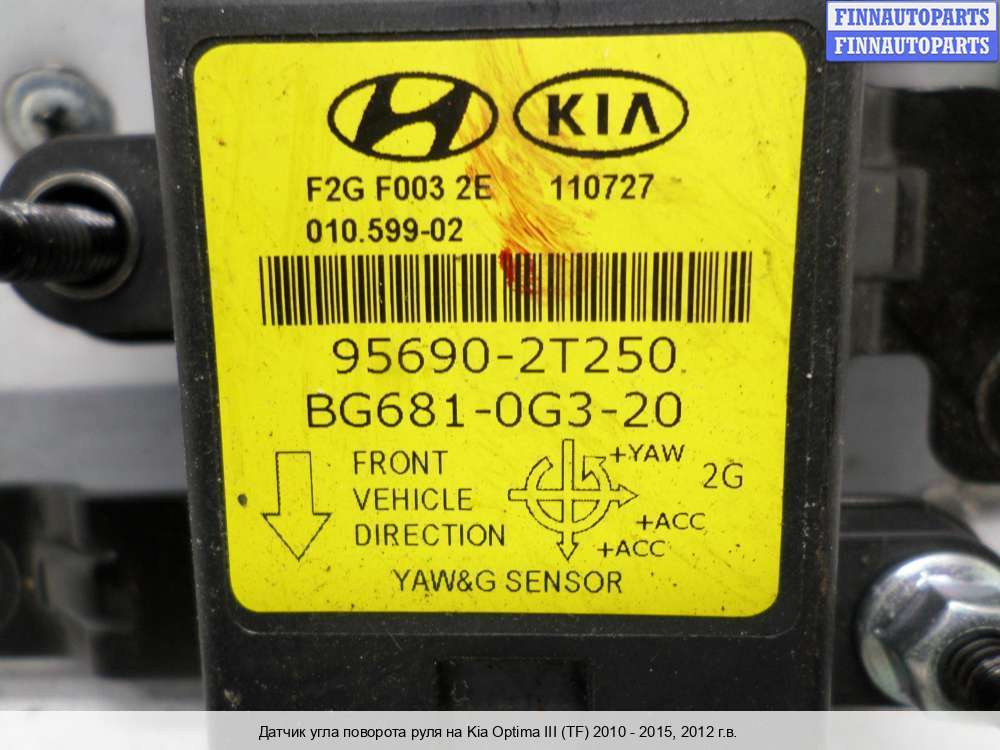 FINNAUTOPARTS
FINNAUTOPARTS
KIA
F2G F003 2E 110727
010.599-02
95690-2T250
BG681-0G3-20
FRONT
VEHICLE
DIRECTION
+YAW
2G
+ACC
+ACC
YAW&G SENSOR
Датчик угла поворота руля на Kia Optima III (TF) 2010 - 2015, 2012 г.в.